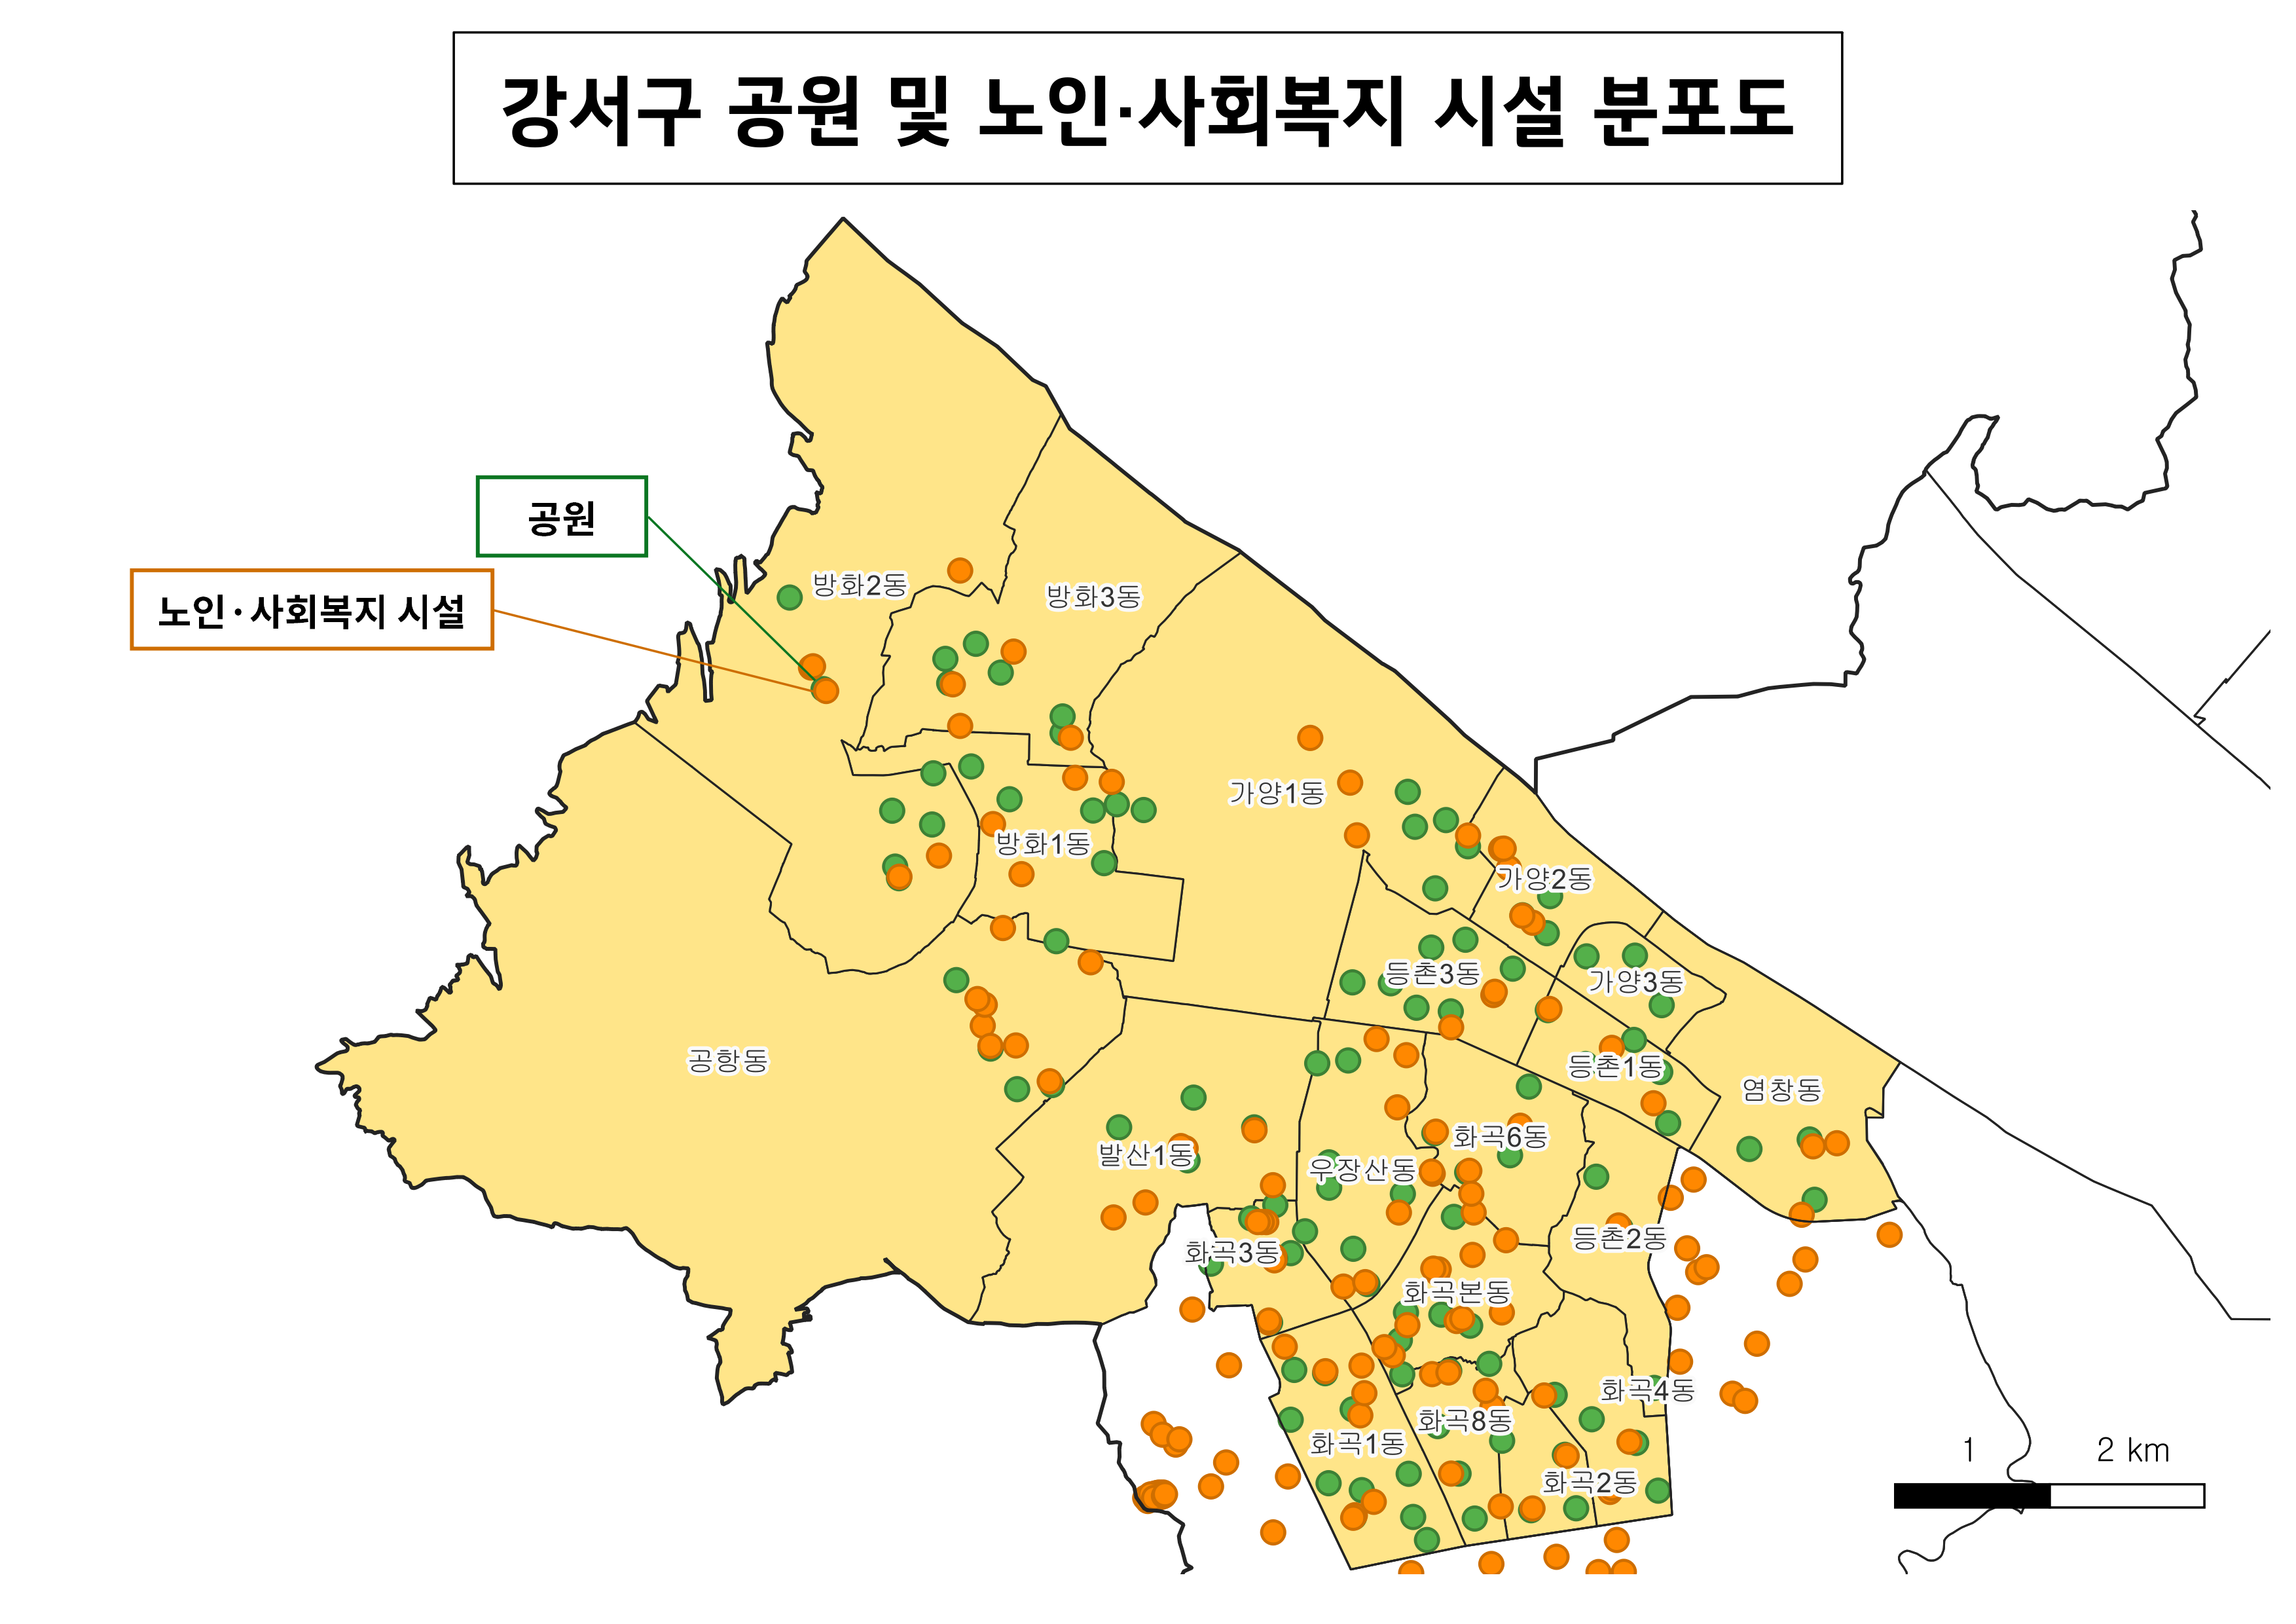 강서구 공원 및 노인·사회복지 시설 분포도
공원
노인·사회복지 시설
방화2동
방화3동
가양1동
방화1동
가양2동
등촌3동
가양3동
공항동
등촌1동
염창동
발산1동
우장산동
화곡6동
화곡3동
등촌2동
화곡본동
화곡4동
화곡8동
화곡1동
화곡2동
1 2 km